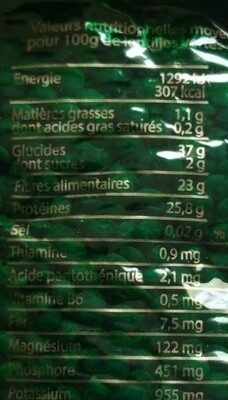 Valeurs nutritionnelles moy
pour 100g de
Energie 1292 kJ
307 kcal
Matières grasses 1,1 g
dont acides gras saturés 0,2 g
Glucides 37 g
dont sucres 2 g
Fibres alimentaires 23 g
Protéines 25,8 g
Sel 0,02 g %
Thiamine 0,9 mg
Acide pantothénique 2,1 mg
Vitamine B6 0,5 mg
Fer 7,5 mg
Magnésium 122 mg
Phosphore 451 mg
Potassium 955 mg